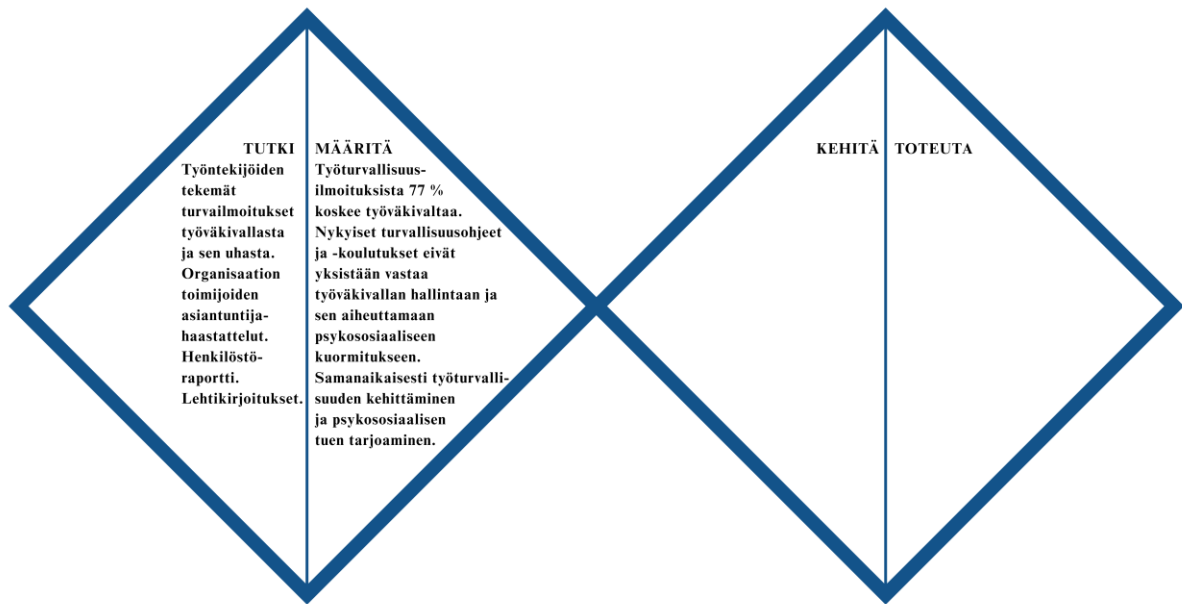 TUTKI
Työntekijöiden
tekemät
turvailmoitukset
työväkivallasta
ja sen uhasta.
Organisaation
toimijoiden
asiantuntija-
haastattelut.
Henkilöstö-
raportti.
Lehtikirjoitukset.
MÄÄRITÄ
Työturvallisuus-
ilmoituksista 77 %
koskee työväkivaltaa.
Nykyiset turvallisuusohjeet
ja -koulutukset eivät
yksistään vastaa
työväkivallan hallintaan ja
sen aiheuttamaan
psykososiaaliseen
kuormitukseen.
Samanaikaisesti työturvalli-
suuden kehittäminen
ja psykososiaalisen
tuen tarjoaminen.
KEHITÄ
TOTEUTA